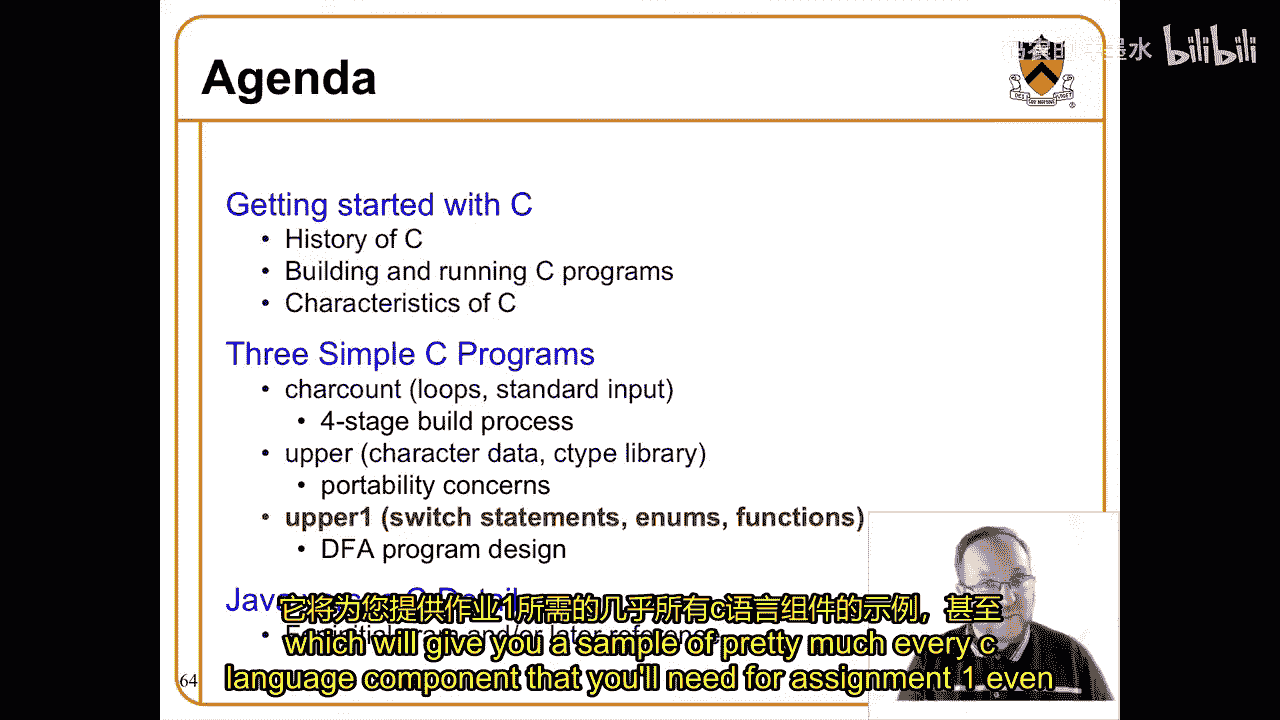 Agenda
墨水 bilibili
Getting started with C
• History of C
• Building and running C programs
• Characteristics of C
Three Simple C Programs
• charcount (loops, standard input)
• 4-stage build process
• upper (character data, ctype library)
• portability concerns
• upper1 (switch statements, enums, functions)
• DFA program design
它将为您提供作业1所需的几乎所有c语言组件的示例，甚至
which will give you a sample of pretty much every c
language component that you'll need for assignment 1 even
64